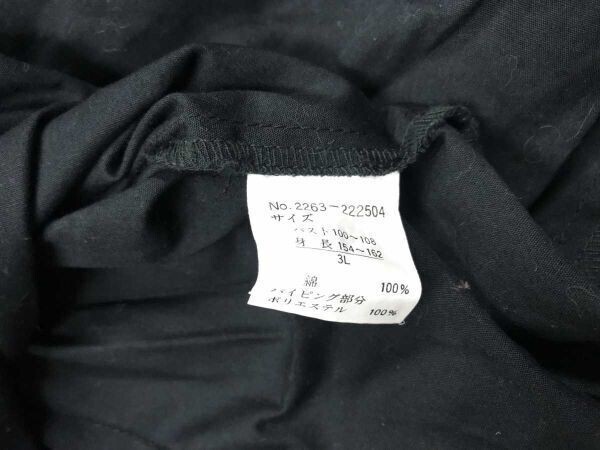 No.2263-222504
サイズ
バスト100~108
身長154~162
3L
綿 100%
パイピング部分
ポリエステル 100%